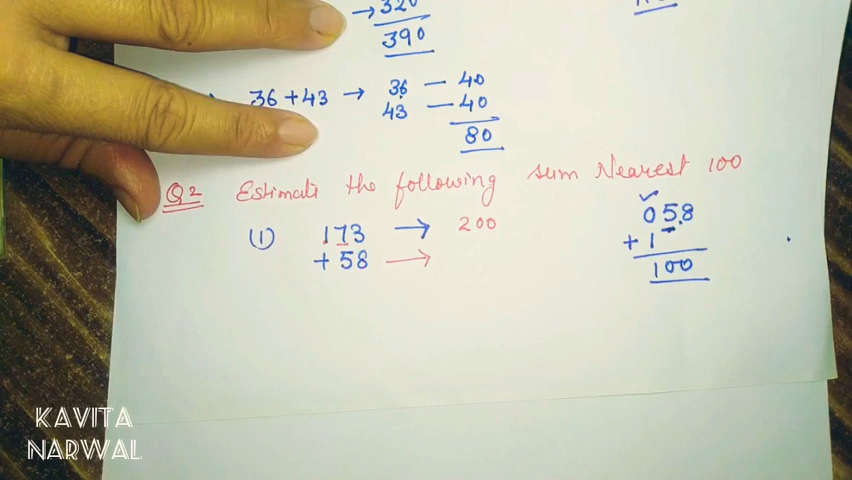 → 320
390
36 + 43 → 36 — 40
43 — 40
80
Q2 Estimate the following sum Nearest 100
(1) 173 → 200
+ 58 →
058
+ 1
100
KAVITA
NARWAL